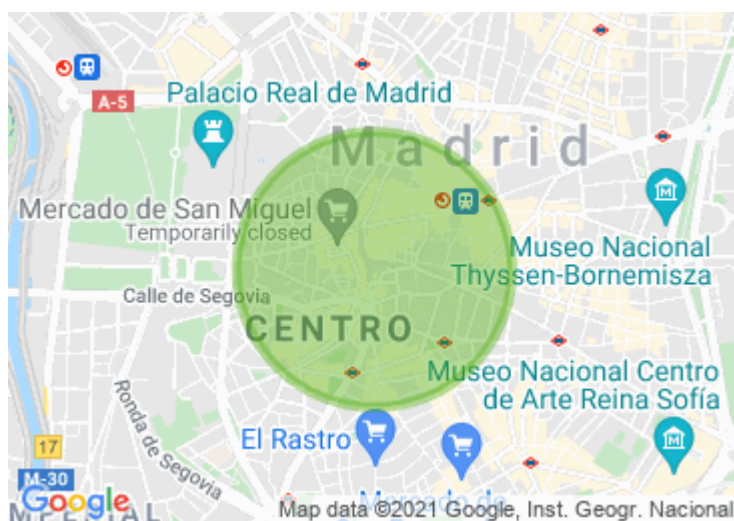 Palacio Real de Madrid
A-5
Madrid
Mercado de San Miguel
Temporarily closed
Museo Nacional
Thyssen-Bornemisza
Calle de Segovia
CENTRO
Museo Nacional Centro
de Arte Reina Sofía
Ronda de Segovia
El Rastro
17
M-30
Mercado de
Google
Map data ©2021 Google, Inst. Geogr. Nacional